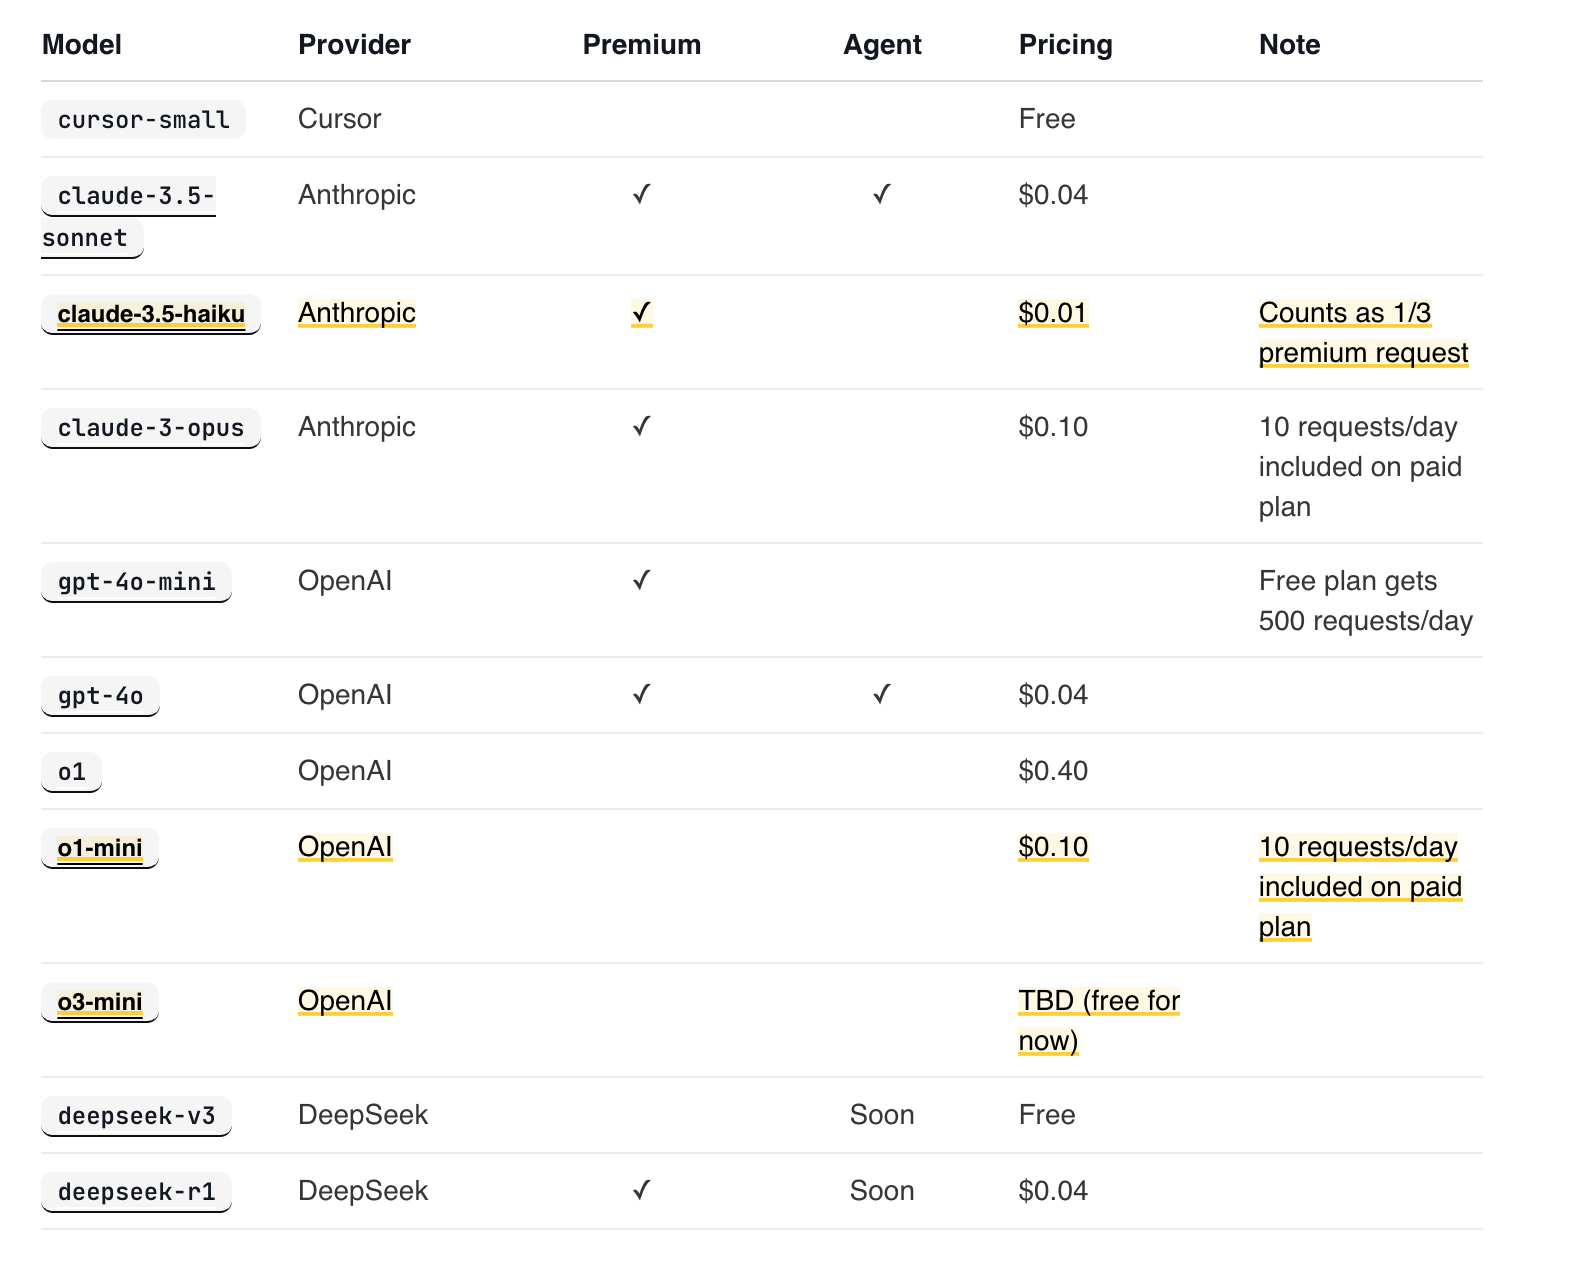 Model Provider Premium Agent Pricing Note
cursor-small Cursor Free
claude-3.5- Anthropic ✓ ✓ $0.04
sonnet
claude-3.5-haiku Anthropic ✓ $0.01 Counts as 1/3
premium request
claude-3-opus Anthropic ✓ $0.10 10 requests/day
included on paid
plan
gpt-4o-mini OpenAI ✓ Free plan gets
500 requests/day
gpt-4o OpenAI ✓ ✓ $0.04
o1 OpenAI $0.40
o1-mini OpenAI $0.10 10 requests/day
included on paid
plan
o3-mini OpenAI TBD (free for
now)
deepseek-v3 DeepSeek Soon Free
deepseek-r1 DeepSeek ✓ Soon $0.04